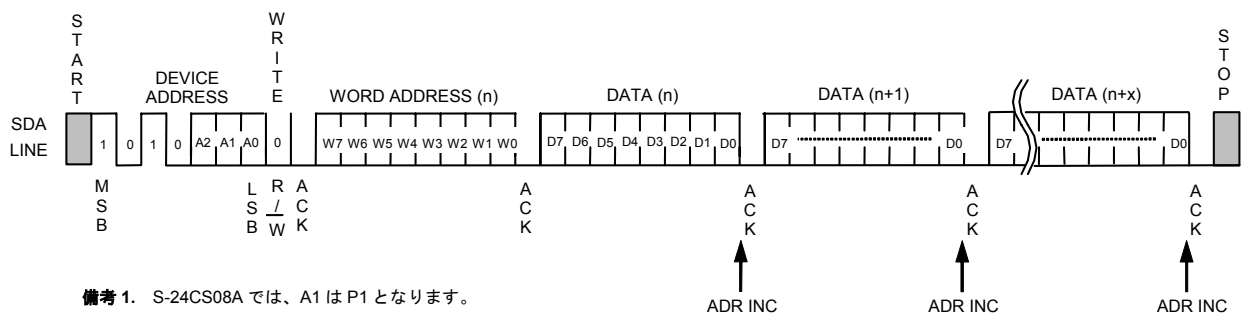 START
WRITE
STOP
DEVICE
ADDRESS
WORD ADDRESS (n)
DATA (n)
DATA (n+1)
DATA (n+x)
SDA
LINE
1 0 1 0 A2 A1 A0 0 W7 W6 W5 W4 W3 W2 W1 W0 D7 D6 D5 D4 D3 D2 D1 D0 D7 D0 D7 D0
MSB
LSB
R/W
ACK
ACK
ACK
ACK
ACK
ADR INC
ADR INC
ADR INC
備考 1. S-24CS08A では、A1 は P1 となります。